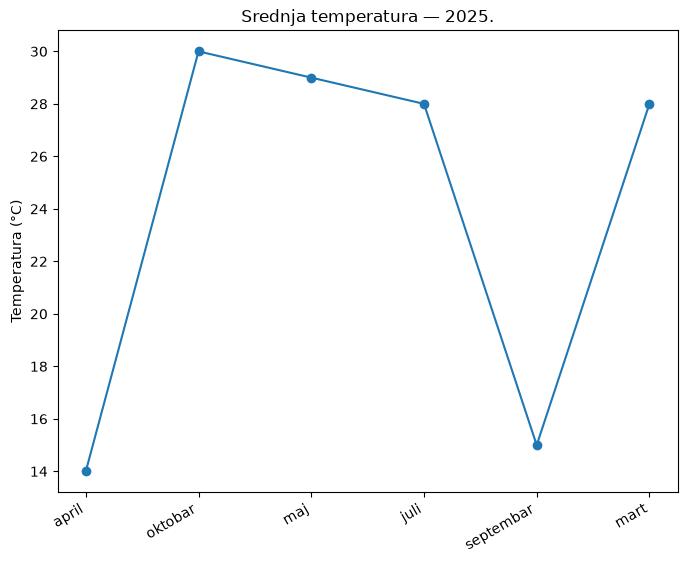 Srednja temperatura — 2025.
Temperatura (°C)
30
28
26
24
22
20
18
16
14
april
oktobar
maj
juli
septembar
mart